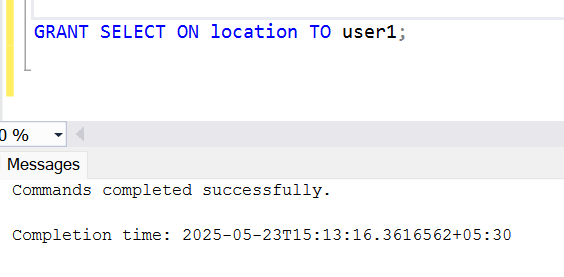 GRANT SELECT ON location TO user1;
0 %
Messages
Commands completed successfully.
Completion time: 2025-05-23T15:13:16.3616562+05:30